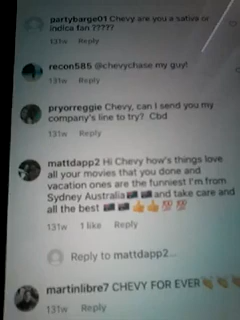 partybarge01 Chevy are you a sativa or
indica fan ?????
131w Reply
recon585 @chevychase my guy!
131w Reply
pryorreggie Chevy, can I send you my
company's line to try? Cbd
131w Reply
mattdapp2 Hi Chevy how's things love
all your movies that you done and
vacation ones are the funniest I'm from
Sydney Australia🇦🇺🇦🇺and take care and
all the best 🇦🇺🇦🇺👍👍💯💯
131w 1 like Reply
Reply to mattdapp2...
martinlibre7 CHEVY FOR EVER👏👏👏
131w Reply